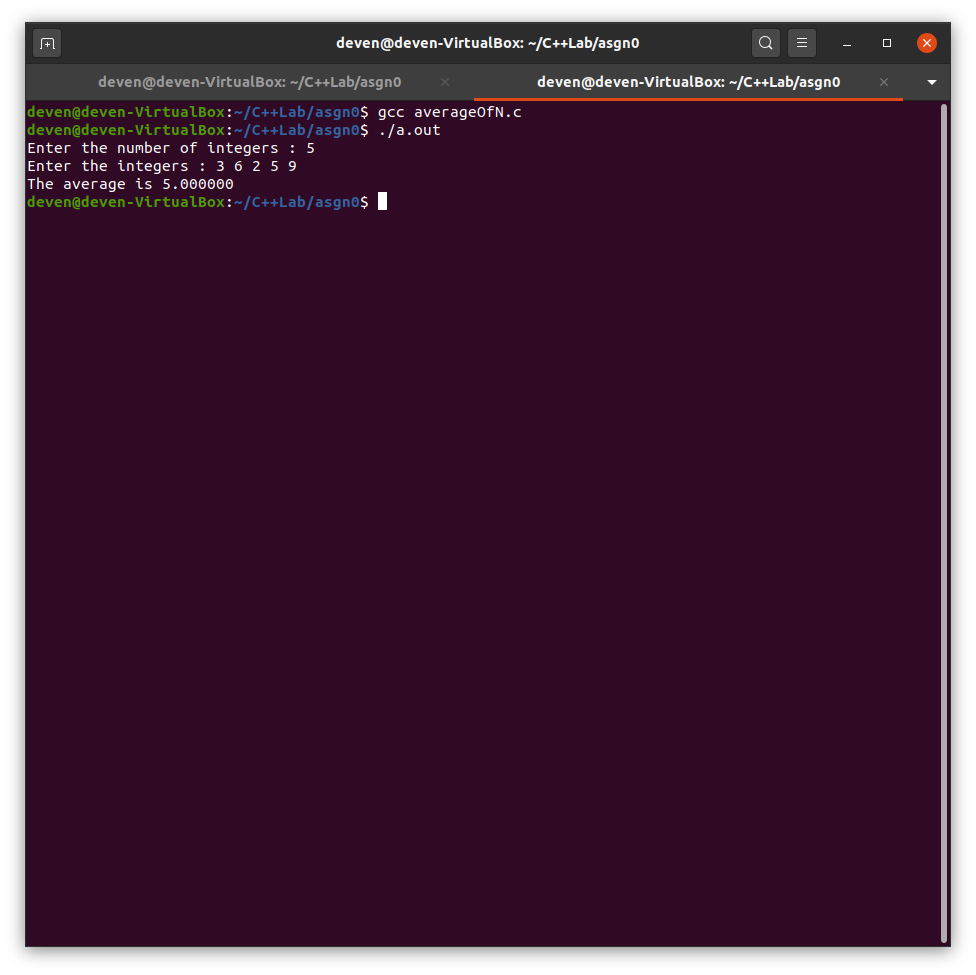 deven@deven-VirtualBox: ~/C++Lab/asgn0
deven@deven-VirtualBox: ~/C++Lab/asgn0 deven@deven-VirtualBox: ~/C++Lab/asgn0
deven@deven-VirtualBox:~/C++Lab/asgn0$ gcc averageOfN.c
deven@deven-VirtualBox:~/C++Lab/asgn0$ ./a.out
Enter the number of integers : 5
Enter the integers : 3 6 2 5 9
The average is 5.000000
deven@deven-VirtualBox:~/C++Lab/asgn0$